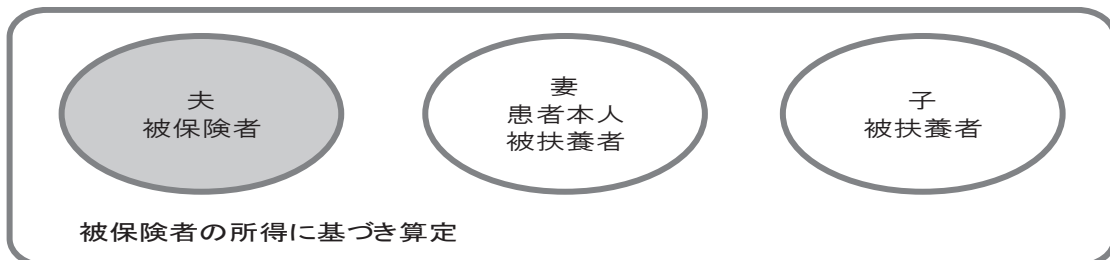 夫
被保険者
妻
患者本人
被扶養者
子
被扶養者
被保険者の所得に基づき算定